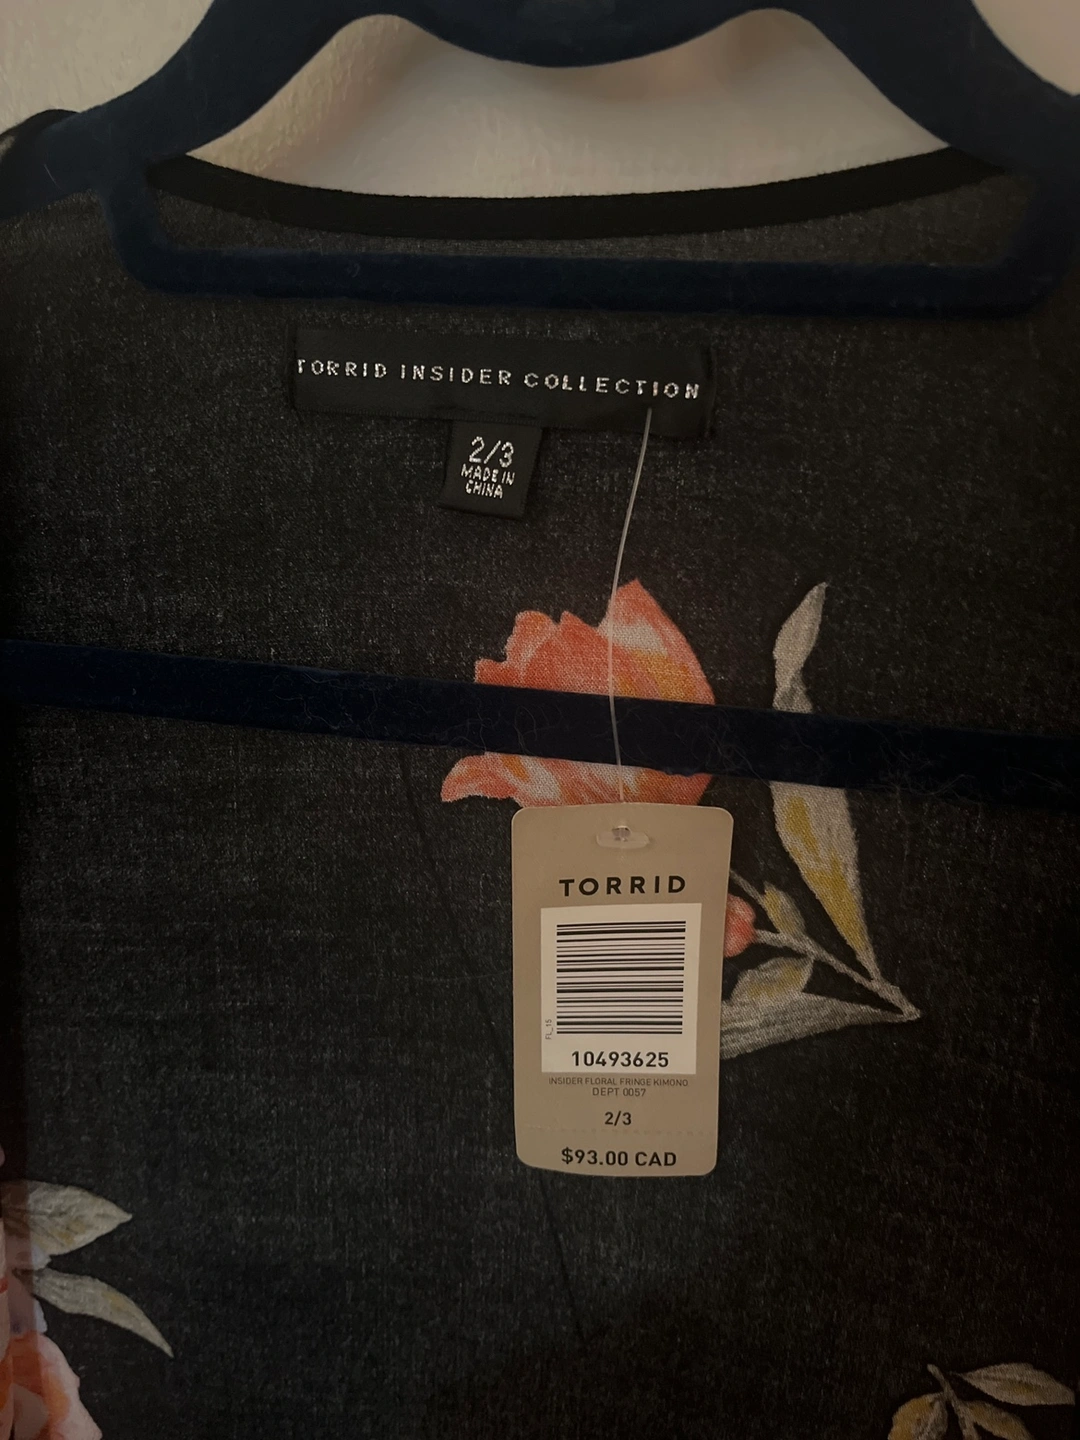 TORRID INSIDER COLLECTION
2/3
MADE IN
CHINA
TORRID
FL_15
10493625
INSIDER FLORAL FRINGE KIMONO
DEPT 0057
2/3
$93.00 CAD